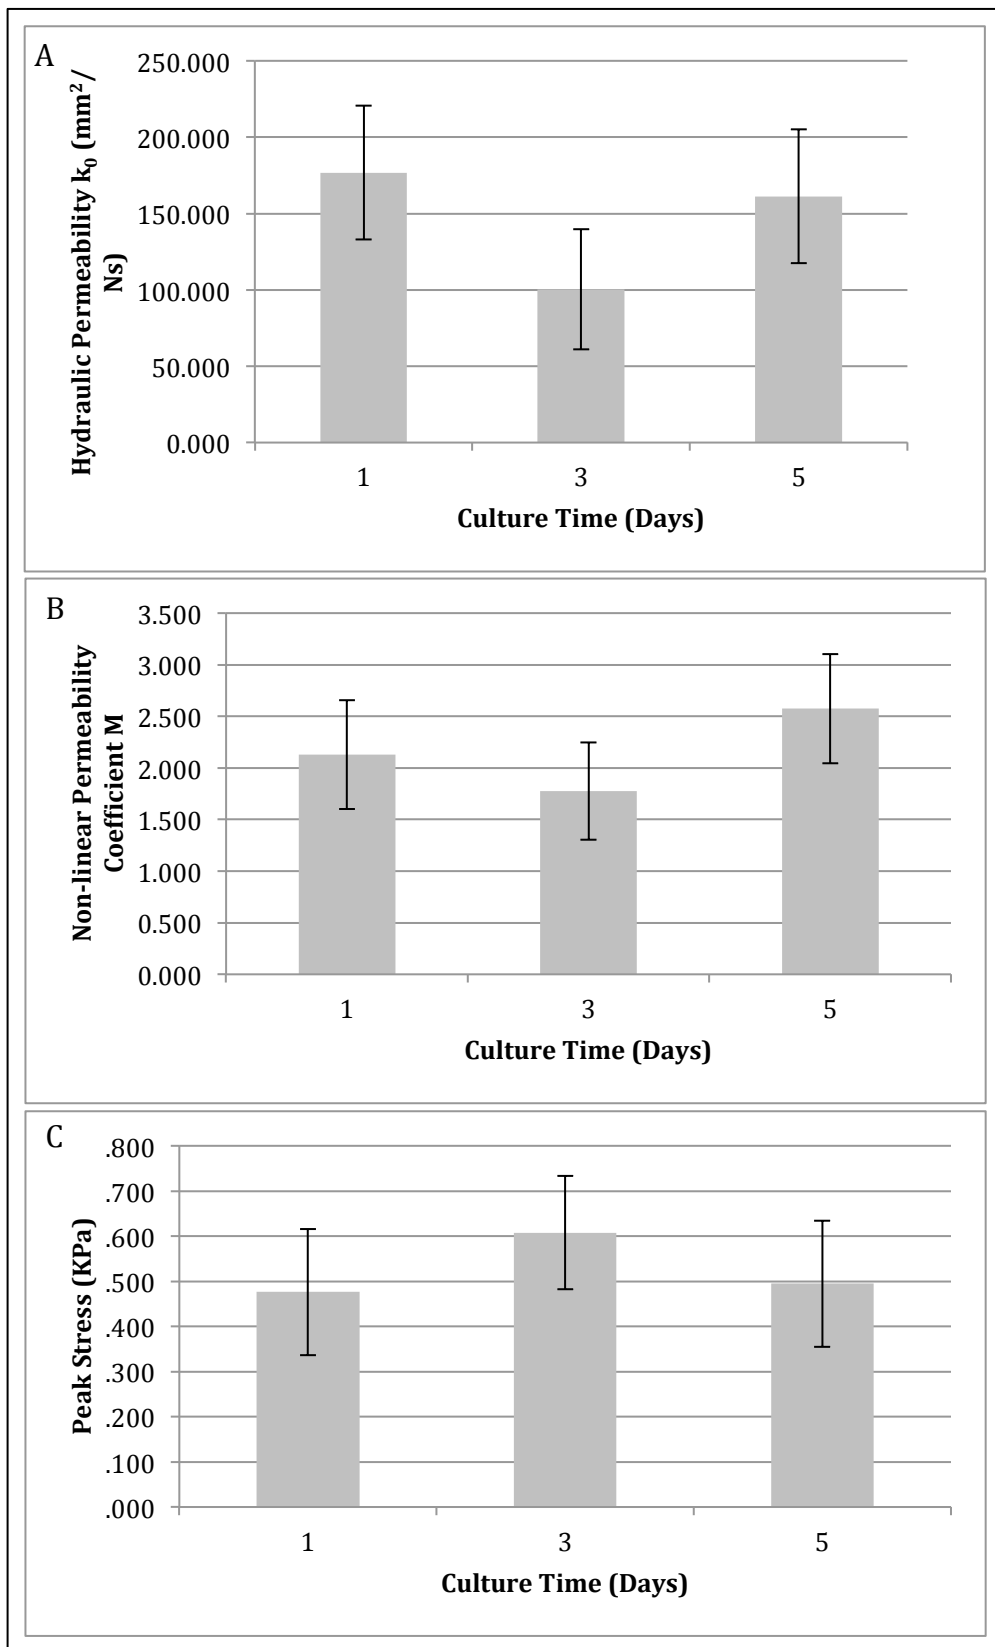 A
250.000
200.000
150.000
100.000
50.000
0.000
Hydraulic Permeability k₀ (mm²/
Ns)
1 3 5
Culture Time (Days)
B
3.500
3.000
2.500
2.000
1.500
1.000
0.500
0.000
Non-linear Permeability
Coefficient M
1 3 5
Culture Time (Days)
C
.800
.700
.600
.500
.400
.300
.200
.100
.000
Peak Stress (KPa)
1 3 5
Culture Time (Days)